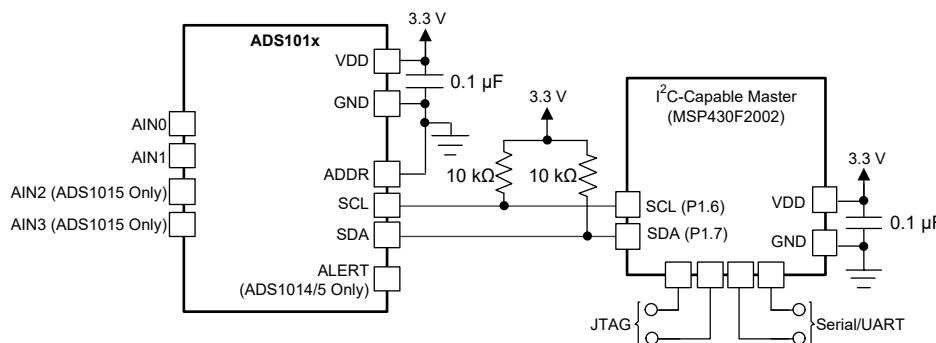 3.3 V
ADS101x
VDD
0.1 µF
GND
AIN0
AIN1
AIN2 (ADS1015 Only)
AIN3 (ADS1015 Only)
ADDR
SCL
SDA
ALERT
(ADS1014/5 Only)
3.3 V
10 kΩ
10 kΩ
I²C-Capable Master
(MSP430F2002)
3.3 V
SCL (P1.6)
SDA (P1.7)
VDD
0.1 µF
GND
JTAG
Serial/UART